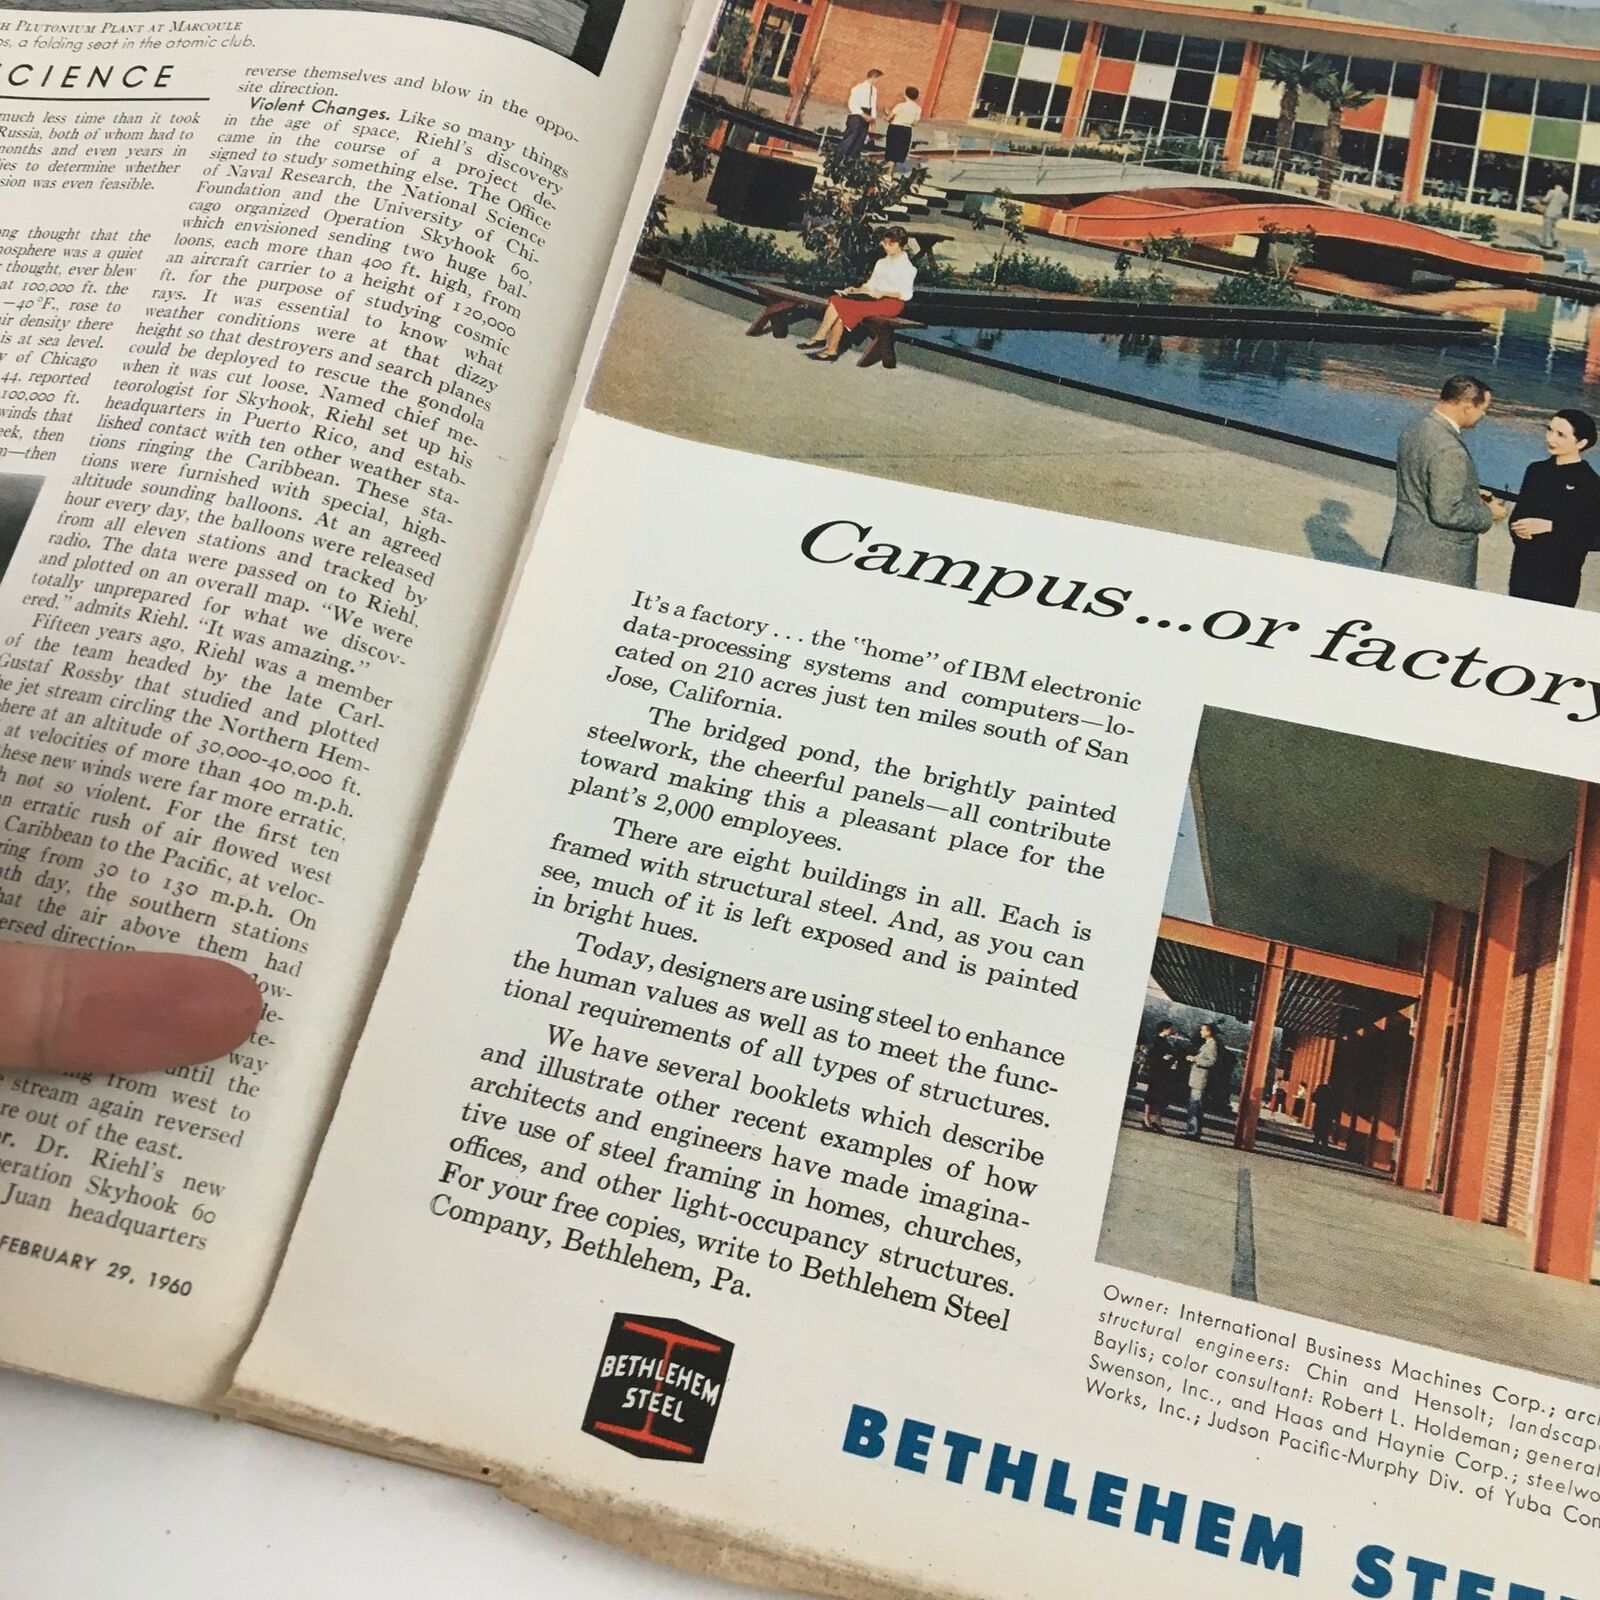 H PLUTONIUM PLANT AT MARCOULE
os, a folding seat in the atomic club.
SCIENCE
much less time than it took
Russia, both of whom had to
months and even years in
ies to determine whether
sion was even feasible.
ng thought that the
nosphere was a quiet
thought, ever blew
at 100,000 ft. the
—40°F., rose to
air density there
is at sea level.
y of Chicago
44, reported
100,000 ft.
winds that
eek, then
m—then
reverse themselves and blow in the oppo-
site direction.
Violent Changes. Like so many things
in the age of space, Riehl's discovery
came in the course of a project de-
signed to study something else. The Office
of Naval Research, the National Science
Foundation and the University of Chi-
cago organized Operation Skyhook 60,
which envisioned sending two huge bal-
loons, each more than 400 ft. high, from
an aircraft carrier to a height of 120,000
ft. for the purpose of studying cosmic
rays. It was essential to know what
weather conditions were at that dizzy
height so that destroyers and search planes
could be deployed to rescue the gondola
when it was cut loose. Named chief me-
teorologist for Skyhook, Riehl set up his
headquarters in Puerto Rico, and estab-
lished contact with ten other weather sta-
tions ringing the Caribbean. These sta-
tions were furnished with special, high-
altitude sounding balloons. At an agreed
hour every day, the balloons were released
from all eleven stations and tracked by
radio. The data were passed on to Riehl,
and plotted on an overall map. "We were
totally unprepared for what we discov-
ered," admits Riehl. "It was amazing."
Fifteen years ago, Riehl was a member
of the team headed by the late Carl-
Gustaf Rossby that studied and plotted
he jet stream circling the Northern Hem-
here at an altitude of 30,000-40,000 ft.
at velocities of more than 400 m.p.h.
hese new winds were far more erratic,
h not so violent. For the first ten
n erratic rush of air flowed west
Caribbean to the Pacific, at veloc-
ing from 30 to 130 m.p.h. On
th day, the southern stations
hat the air above them had
ersed direction
ow-
de-
te-
way
until the
from west to
stream again reversed
re out of the east.
r. Dr. Riehl's new
peration Skyhook 60
Juan headquarters
FEBRUARY 29, 1960
Campus...or factory
It's a factory . . . the "home" of IBM electronic
data-processing systems and computers—lo-
cated on 210 acres just ten miles south of San
Jose, California.
The bridged pond, the brightly painted
steelwork, the cheerful panels—all contribute
toward making this a pleasant place for the
plant's 2,000 employees.
There are eight buildings in all. Each is
framed with structural steel. And, as you can
see, much of it is left exposed and is painted
in bright hues.
Today, designers are using steel to enhance
the human values as well as to meet the func-
tional requirements of all types of structures.
We have several booklets which describe
and illustrate other recent examples of how
architects and engineers have made imagina-
tive use of steel framing in homes, churches,
offices, and other light-occupancy structures.
For your free copies, write to Bethlehem Steel
Company, Bethlehem, Pa.
Owner: International Business Machines Corp.; arc
structural engineers: Chin and Hensolt; landscap
Baylis; color consultant: Robert L. Holdeman; general
Swenson, Inc., and Haas and Haynie Corp.; steelwo
Works, Inc.; Judson Pacific-Murphy Div. of Yuba Con
BETHLEHEM
STEEL
BETHLEHEM STEEL